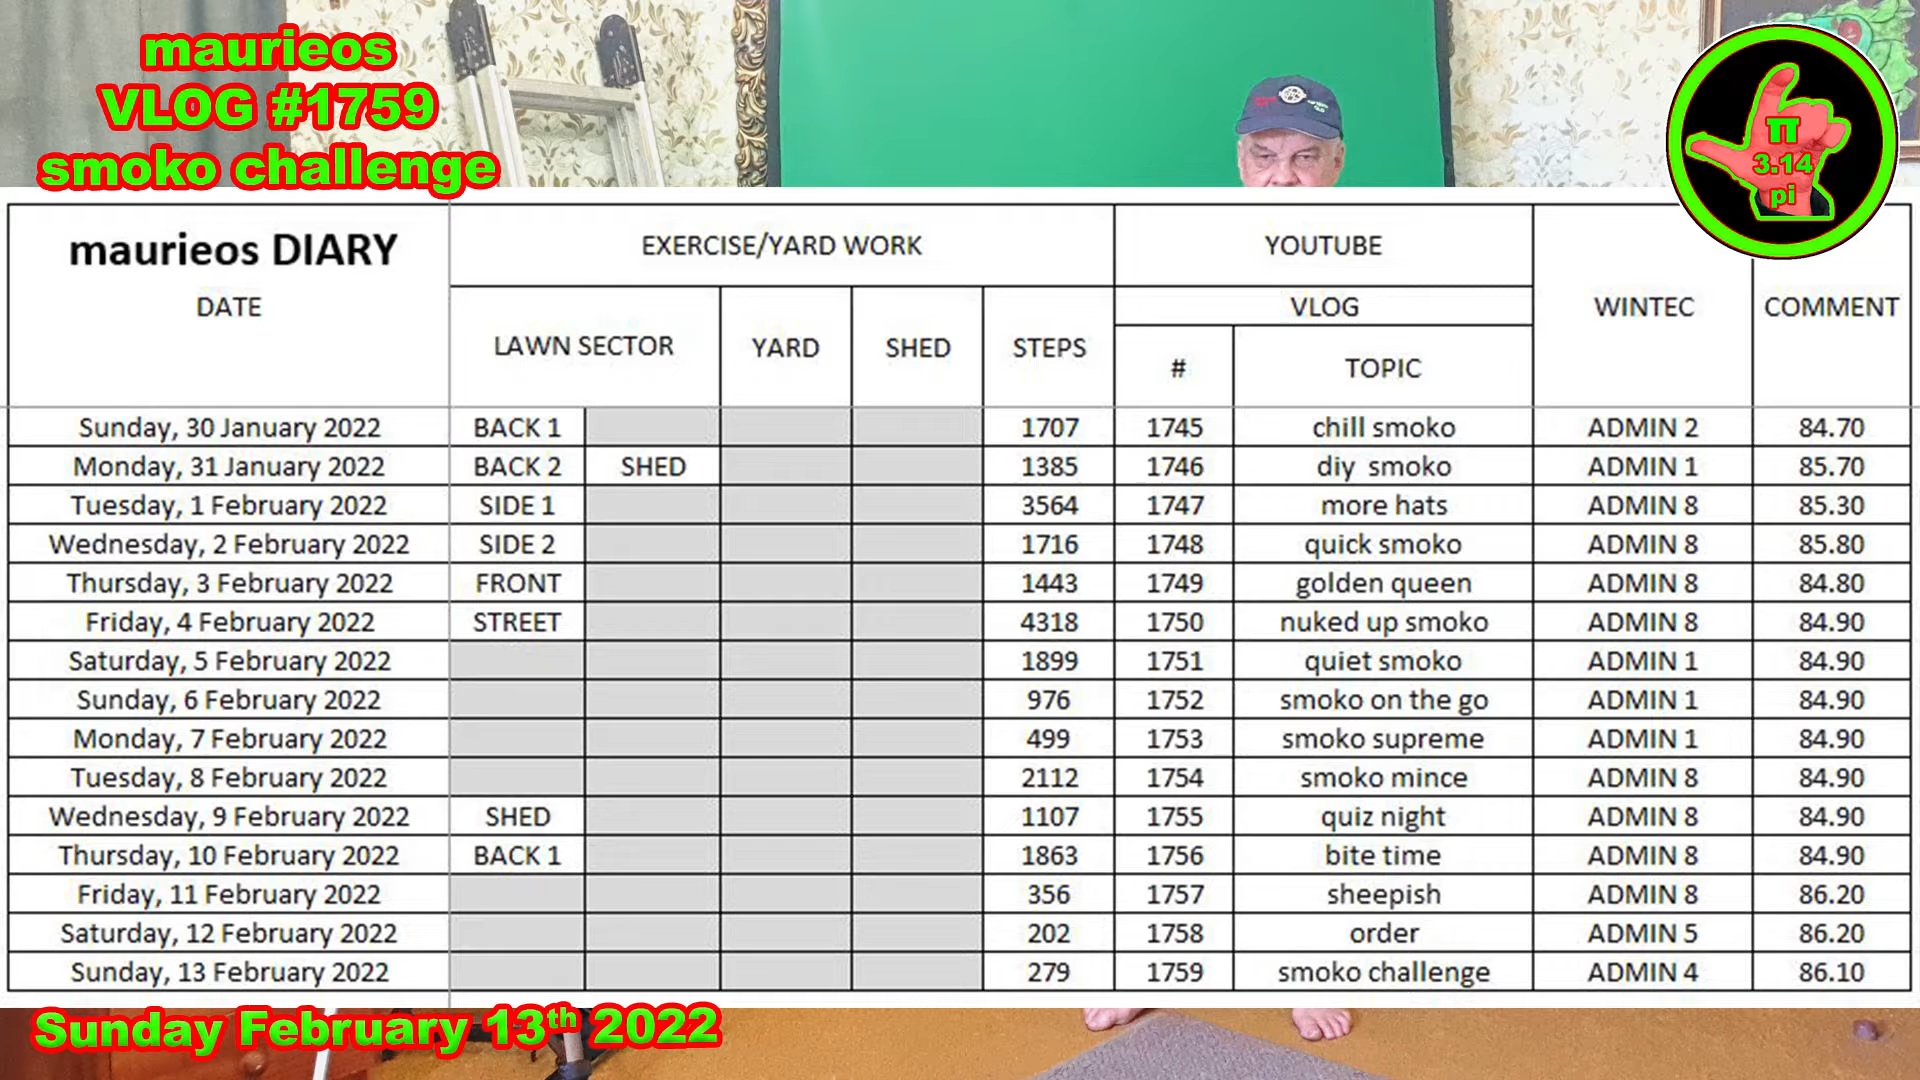 maurieos
VLOG #1759
smoko challenge
π
3.14
pi
maurieos DIARY
DATE
EXERCISE/YARD WORK
YOUTUBE
WINTEC
COMMENT
LAWN SECTOR
YARD
SHED
STEPS
VLOG
#
TOPIC
Sunday, 30 January 2022 BACK 1 1707 1745 chill smoko ADMIN 2 84.70
Monday, 31 January 2022 BACK 2 SHED 1385 1746 diy smoko ADMIN 1 85.70
Tuesday, 1 February 2022 SIDE 1 3564 1747 more hats ADMIN 8 85.30
Wednesday, 2 February 2022 SIDE 2 1716 1748 quick smoko ADMIN 8 85.80
Thursday, 3 February 2022 FRONT 1443 1749 golden queen ADMIN 8 84.80
Friday, 4 February 2022 STREET 4318 1750 nuked up smoko ADMIN 8 84.90
Saturday, 5 February 2022 1899 1751 quiet smoko ADMIN 1 84.90
Sunday, 6 February 2022 976 1752 smoko on the go ADMIN 1 84.90
Monday, 7 February 2022 499 1753 smoko supreme ADMIN 1 84.90
Tuesday, 8 February 2022 2112 1754 smoko mince ADMIN 8 84.90
Wednesday, 9 February 2022 SHED 1107 1755 quiz night ADMIN 8 84.90
Thursday, 10 February 2022 BACK 1 1863 1756 bite time ADMIN 8 84.90
Friday, 11 February 2022 356 1757 sheepish ADMIN 8 86.20
Saturday, 12 February 2022 202 1758 order ADMIN 5 86.20
Sunday, 13 February 2022 279 1759 smoko challenge ADMIN 4 86.10
Sunday February 13th 2022